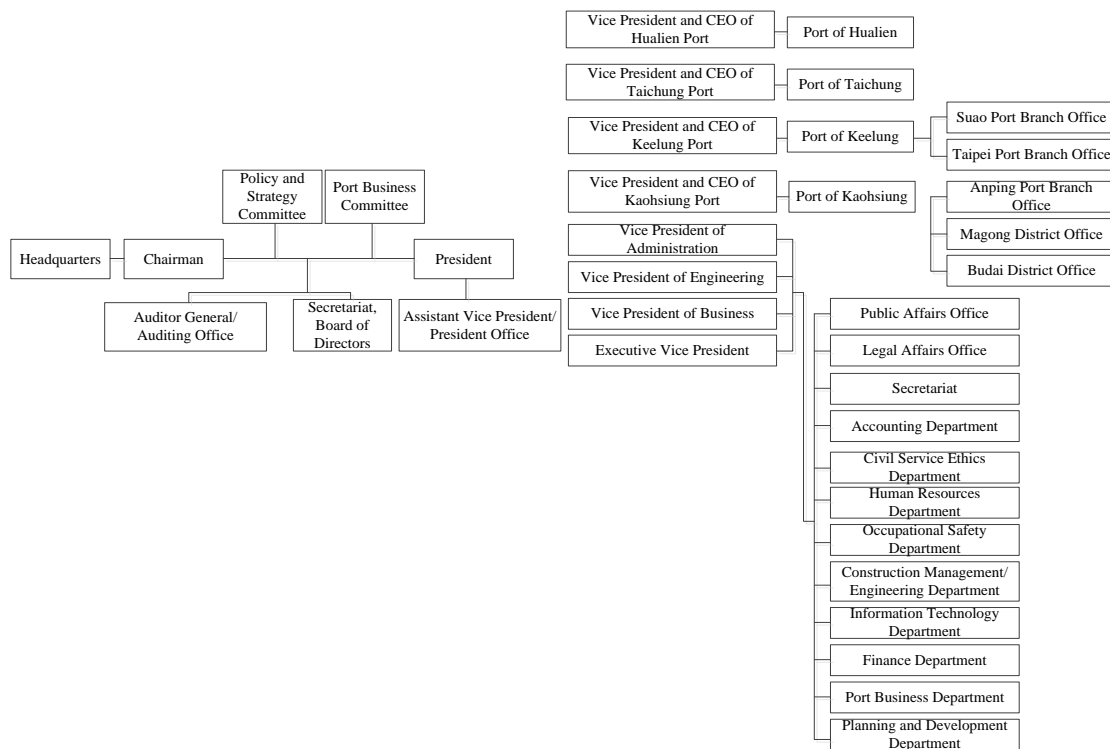 Vice President and CEO of
Hualien Port
Port of Hualien
Vice President and CEO of
Taichung Port
Port of Taichung
Vice President and CEO of
Keelung Port
Port of Keelung
Suao Port Branch Office
Taipei Port Branch Office
Vice President and CEO of
Kaohsiung Port
Port of Kaohsiung
Anping Port Branch
Office
Magong District Office
Budai District Office
Policy and
Strategy
Committee
Port Business
Committee
Headquarters
Chairman
President
Auditor General/
Auditing Office
Secretariat,
Board of
Directors
Assistant Vice President/
President Office
Vice President of
Administration
Vice President of Engineering
Vice President of Business
Executive Vice President
Public Affairs Office
Legal Affairs Office
Secretariat
Accounting Department
Civil Service Ethics
Department
Human Resources
Department
Occupational Safety
Department
Construction Management/
Engineering Department
Information Technology
Department
Finance Department
Port Business Department
Planning and Development
Department